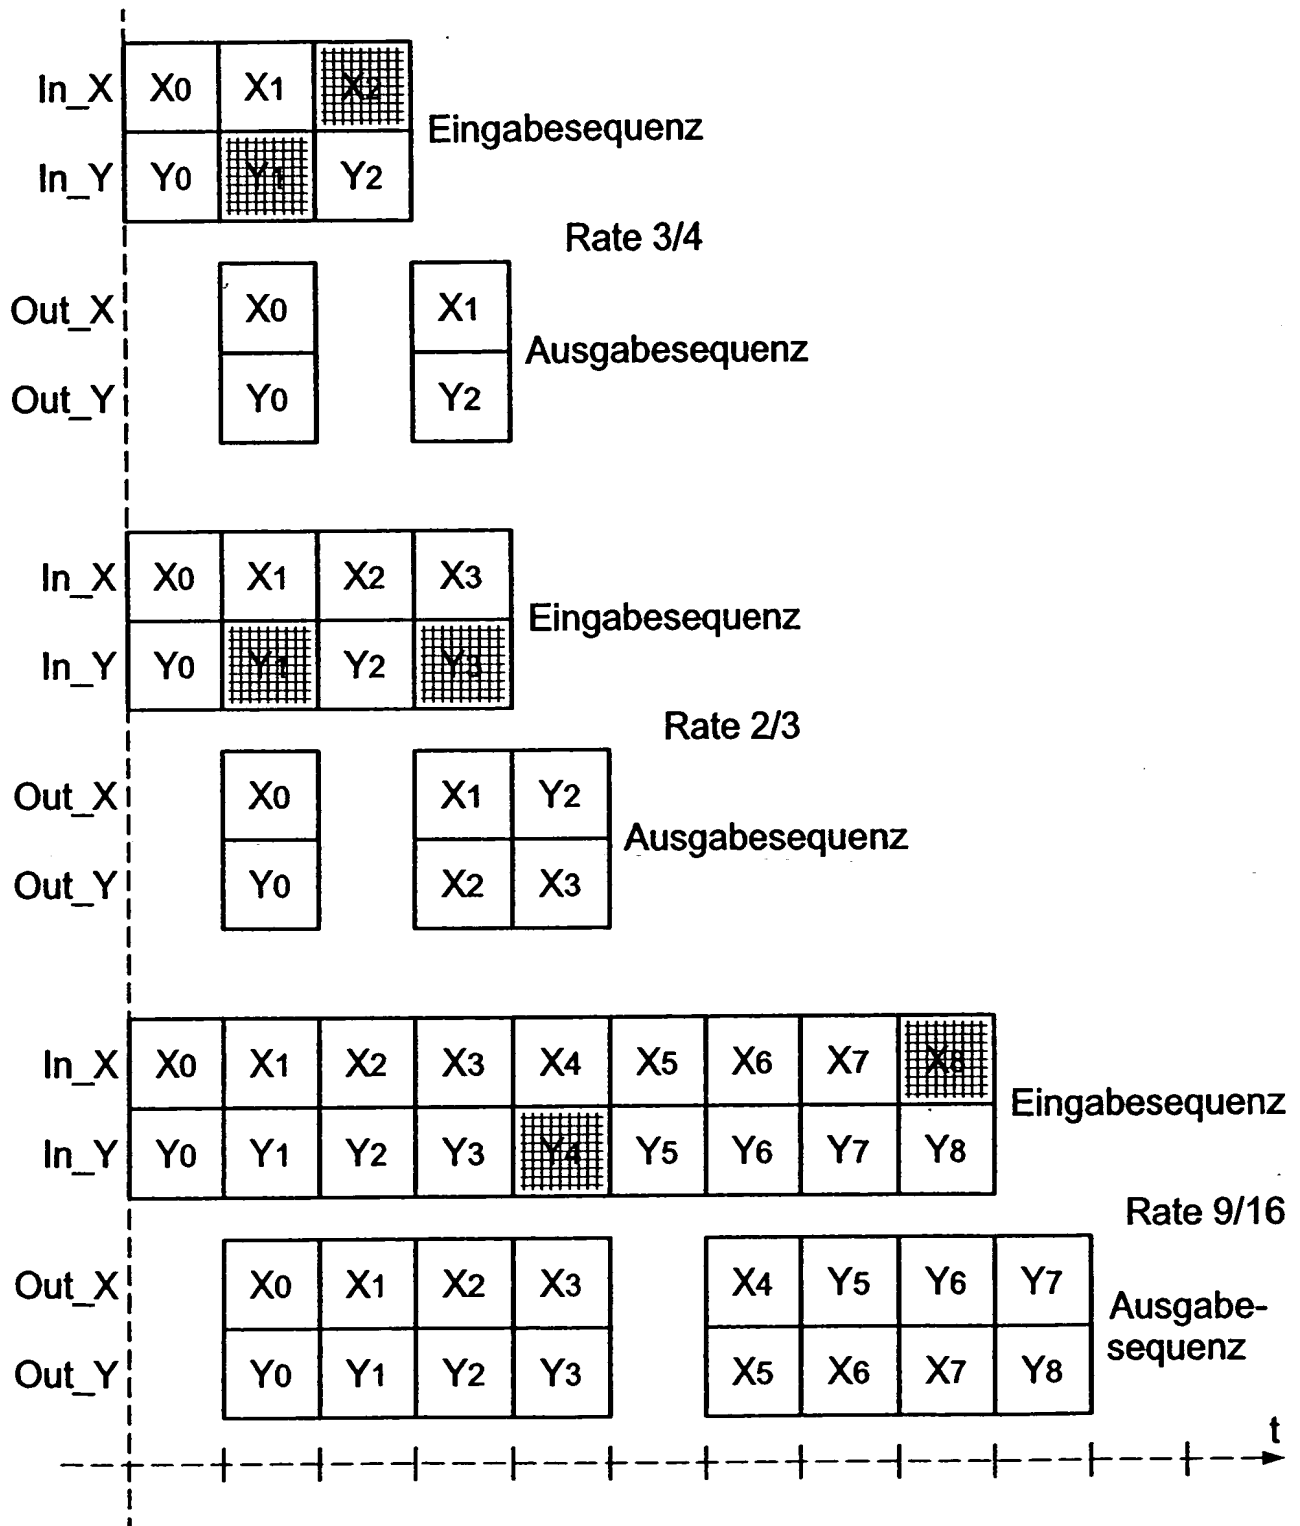 In_X X0 X1 X2
Eingabesequenz
In_Y Y0 Y1 Y2
Rate 3/4
Out_X X0 X1
Ausgabesequenz
Out_Y Y0 Y2
In_X X0 X1 X2 X3
Eingabesequenz
In_Y Y0 Y1 Y2 Y3
Rate 2/3
Out_X X0 X1 Y2
Ausgabesequenz
Out_Y Y0 X2 X3
In_X X0 X1 X2 X3 X4 X5 X6 X7 X8
Eingabesequenz
In_Y Y0 Y1 Y2 Y3 Y4 Y5 Y6 Y7 Y8
Rate 9/16
Out_X X0 X1 X2 X3 X4 Y5 Y6 Y7
Ausgabe-
sequenz
Out_Y Y0 Y1 Y2 Y3 X5 X6 X7 Y8
t